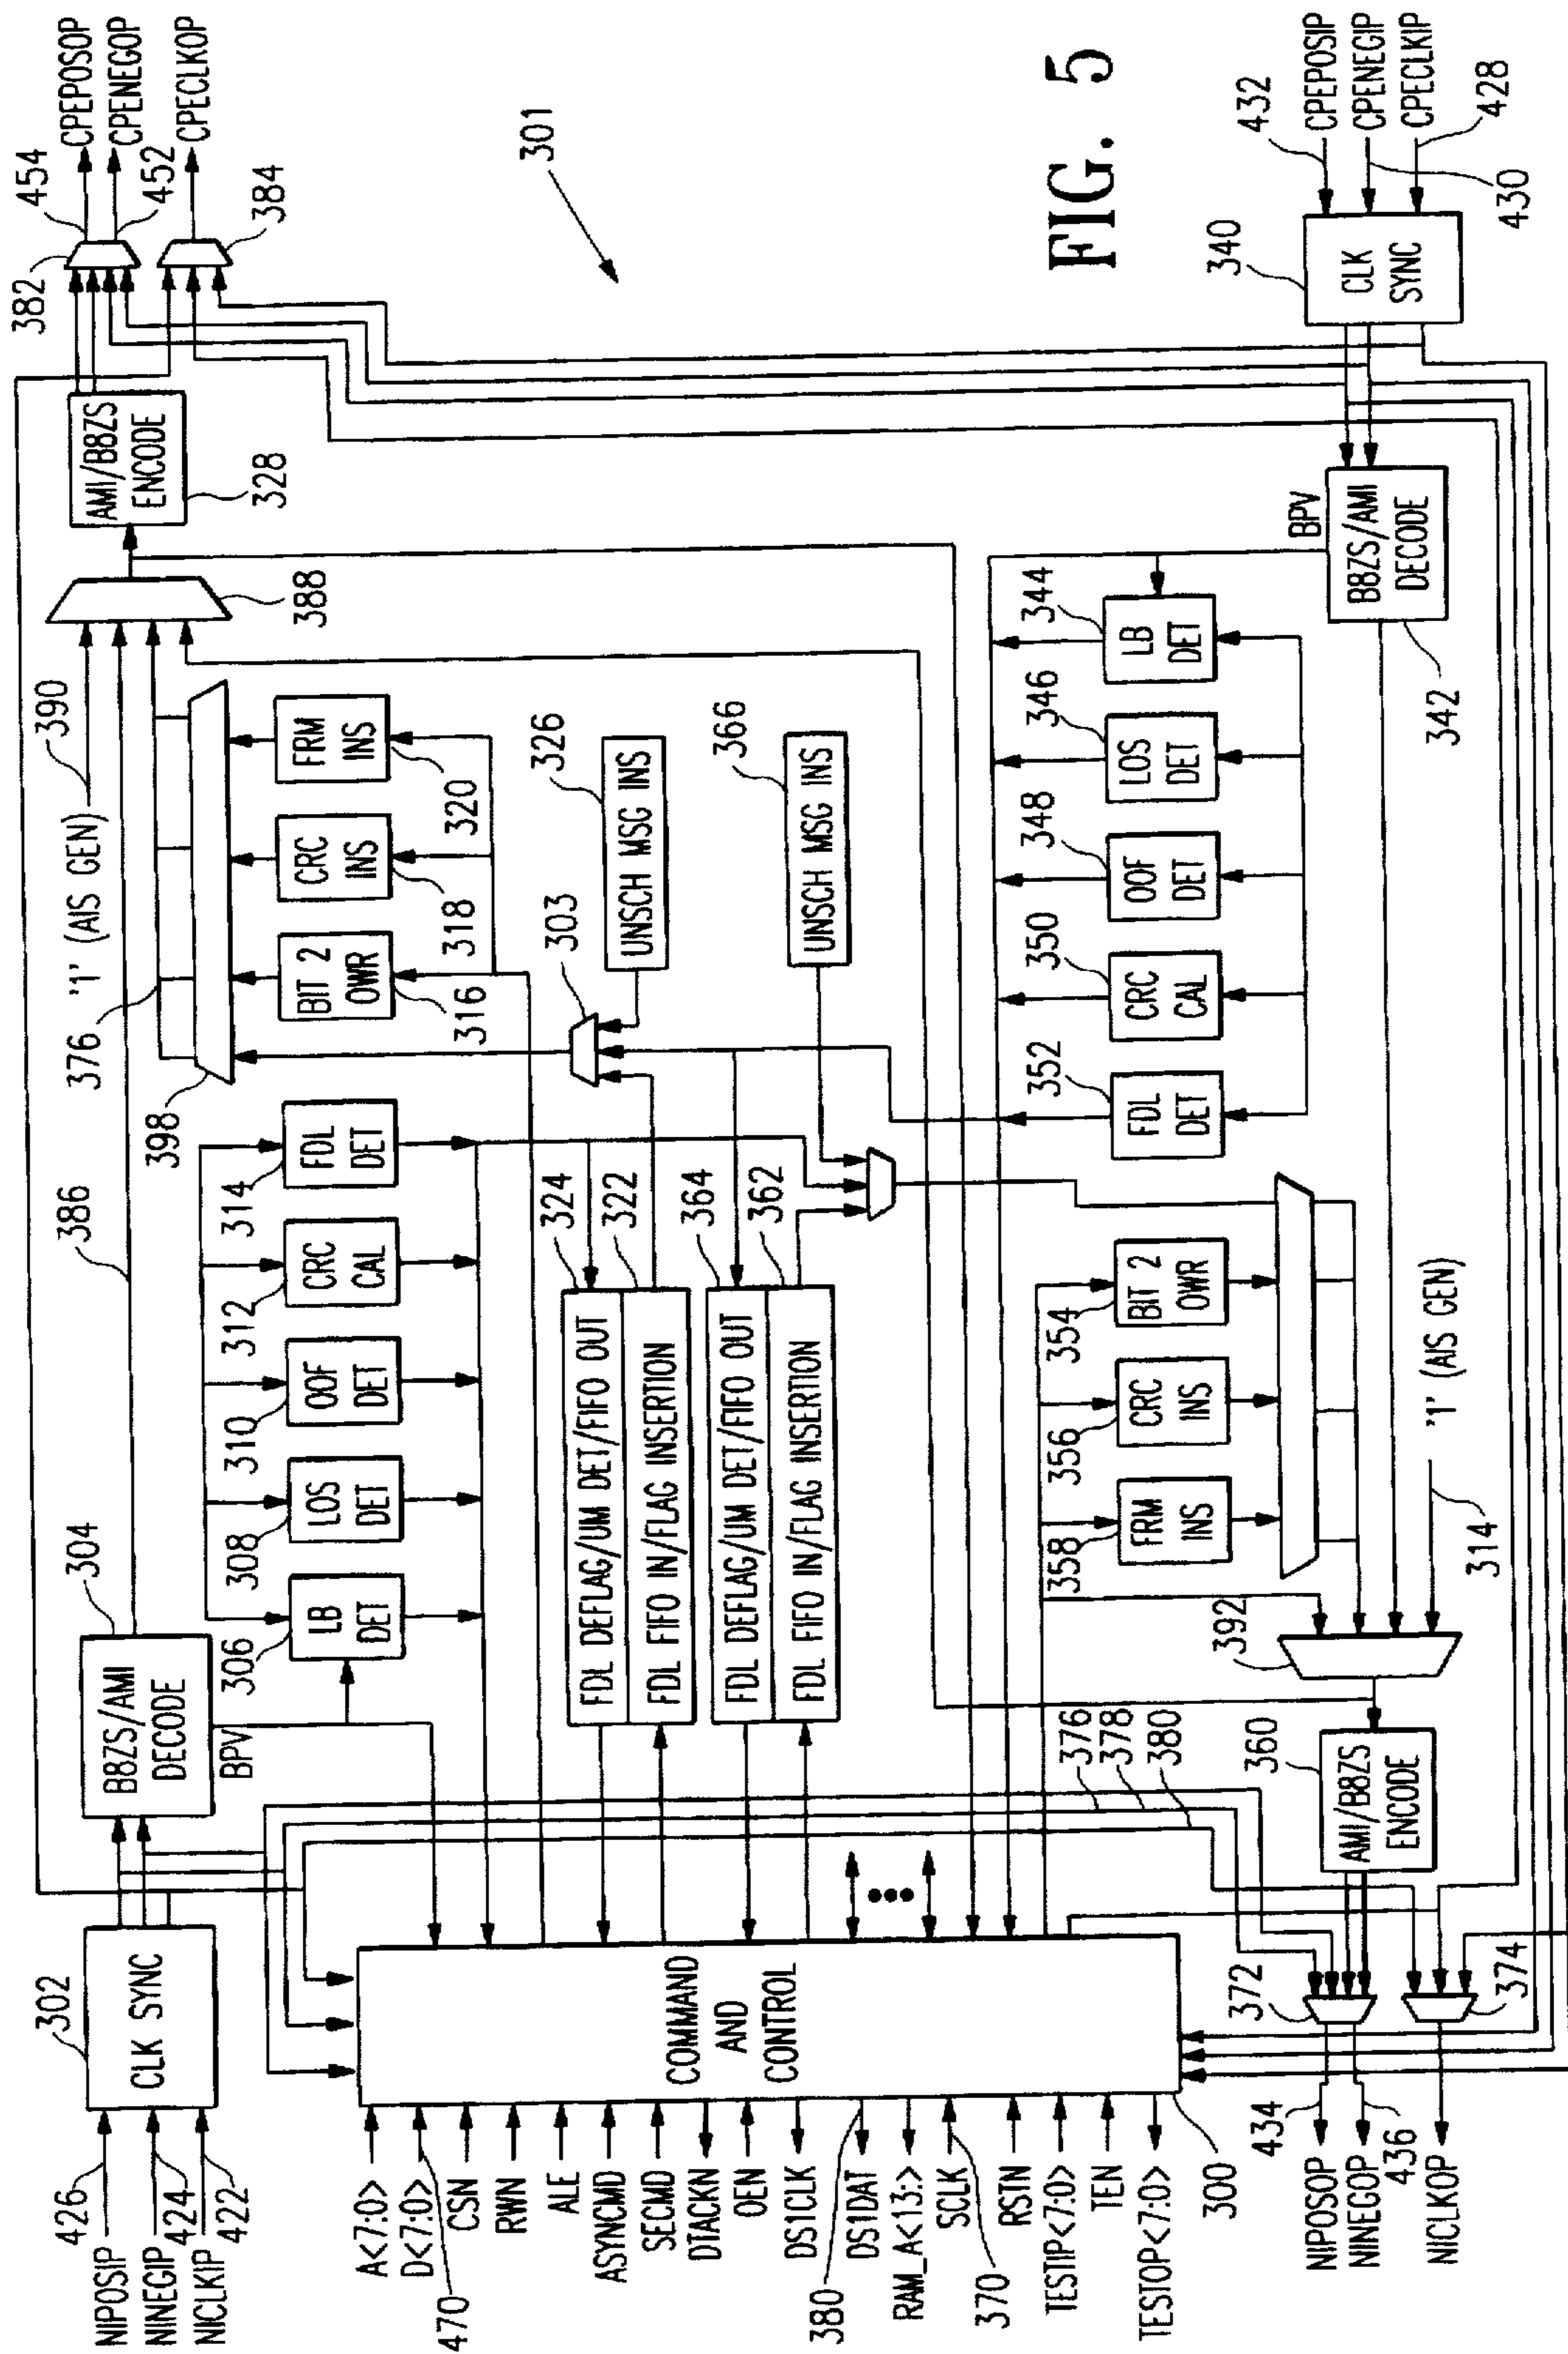 426
NIPOSIP
NINEGIP
424
NICLKIP
422
302
CLK SYNC
304
B8ZS/AMI
DECODE
BPV
386
376
'1' (AIS GEN)
390
388
AMI/B8ZS
ENCODE
328
382
454
CPEPOSOP
CPENEGOP
452
CPECLKOP
384
306
LB
DET
308
LOS
DET
310
OOF
DET
312
CRC
CAL
314
FDL
DET
398
BIT 2
OWR
316
CRC
INS
318
FRM
INS
320
301
303
326
UNSCH MSG INS
366
UNSCH MSG INS
324
FDL DEFLAG/UM DET/FIFO OUT
322
FDL FIFO IN/FLAG INSERTION
364
FDL DEFLAG/UM DET/FIFO OUT
362
FDL FIFO IN/FLAG INSERTION
A<7:0>
D<7:0>
470
CSN
RWN
ALE
ASYNCMD
SECMD
DTACKN
OEN
DS1CLK
DS1DAT
380
RAM_A<13:>
SCLK
370
RSTN
TESTIP<7:0>
TEN
TESTOP<7:0>
300
COMMAND
AND
CONTROL
376
378
380
358
FRM
INS
356
CRC
INS
354
BIT 2
OWR
352
FDL
DET
350
CRC
CAL
348
OOF
DET
346
LOS
DET
344
LB
DET
BPV
B8ZS/AMI
DECODE
342
340
CLK
SYNC
432
CPEPOSIP
CPENEGIP
CPECLKIP
430
428
FIG. 5
392
'1' (AIS GEN)
314
360
AMI/B8ZS
ENCODE
372
374
434
NIPOSOP
NINEGOP
436
NICLKOP